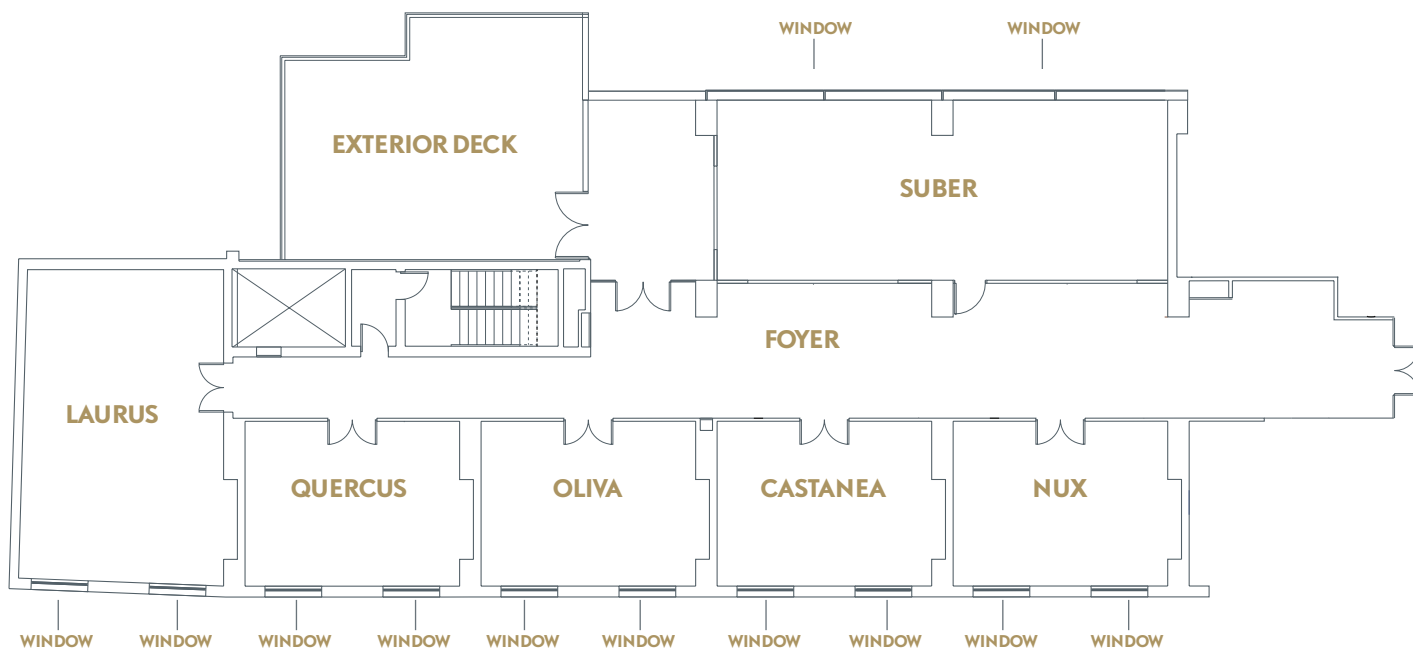 WINDOW WINDOW
EXTERIOR DECK
SUBER
FOYER
LAURUS
QUERCUS OLIVA CASTANEA NUX
WINDOW WINDOW WINDOW WINDOW WINDOW WINDOW WINDOW WINDOW WINDOW WINDOW